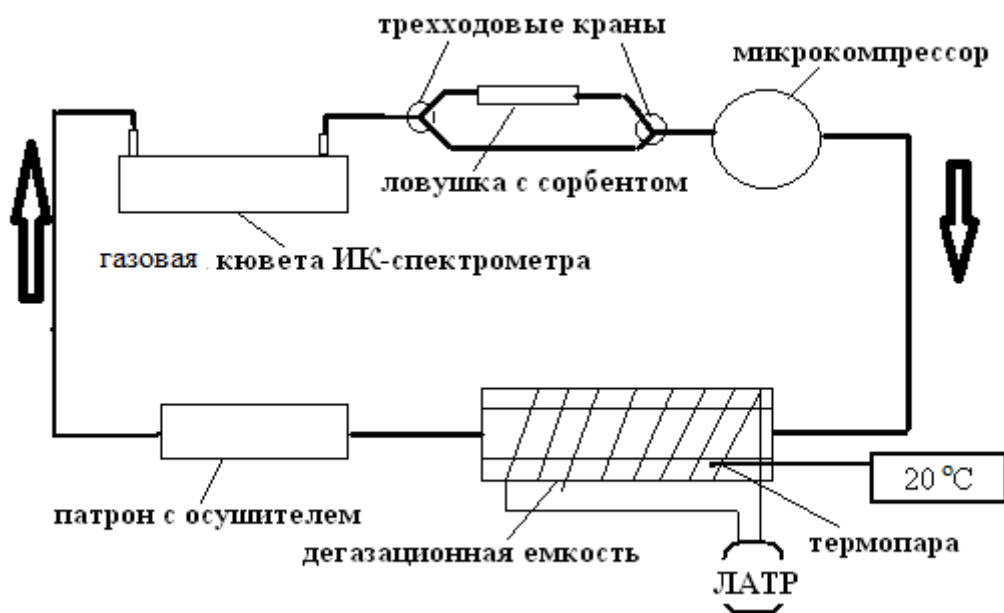 трехходовые краны
микрокомпрессор
ловушка с сорбентом
газовая кювета ИК-спектрометра
20 °С
патрон с осушителем
дегазационная емкость
термопара
ЛАТР